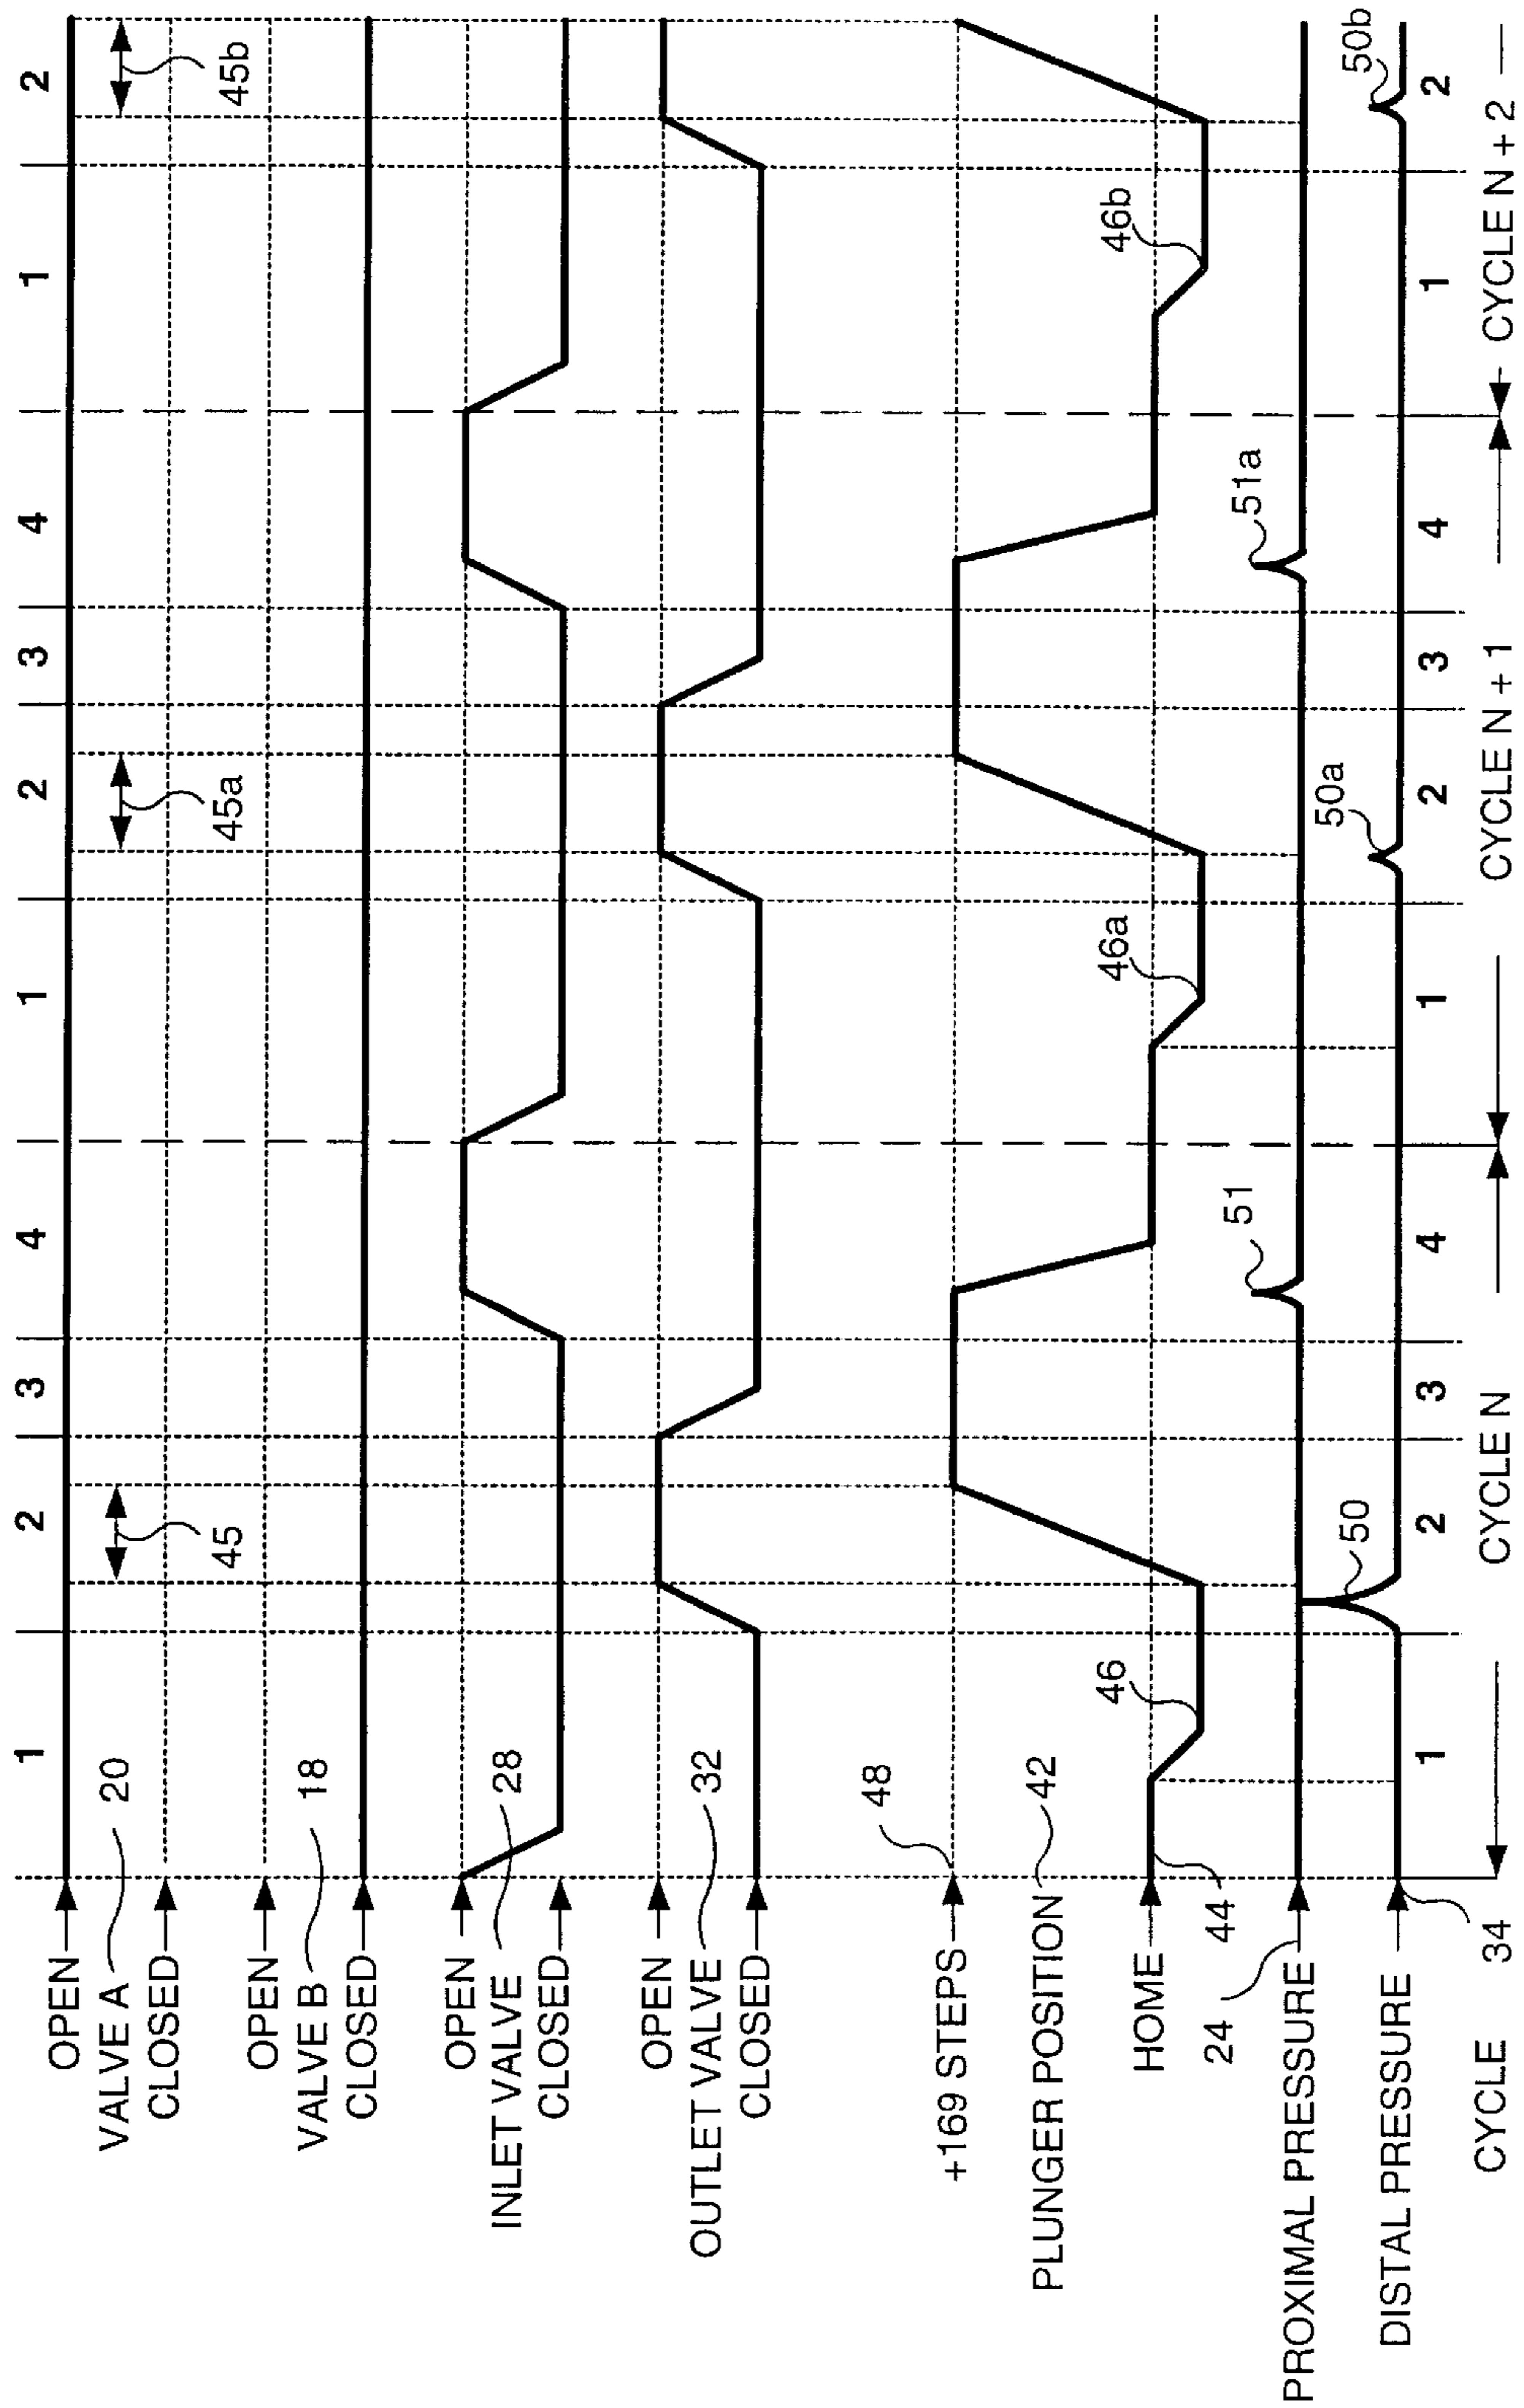 1 2 3 4 1 2 3 4 1 2
OPEN
VALVE A 20
CLOSED
45 45a 45b
OPEN
VALVE B 18
CLOSED
OPEN
INLET VALVE 28
CLOSED
OPEN
OUTLET VALVE 32
CLOSED
+169 STEPS 48
PLUNGER POSITION 42
HOME
44 46 46a 46b
24 51 51a
PROXIMAL PRESSURE
50 50a 50b
DISTAL PRESSURE
1 2 3 4 1 2 3 4 1 2
CYCLE 34 CYCLE N CYCLE N + 1 CYCLE N + 2